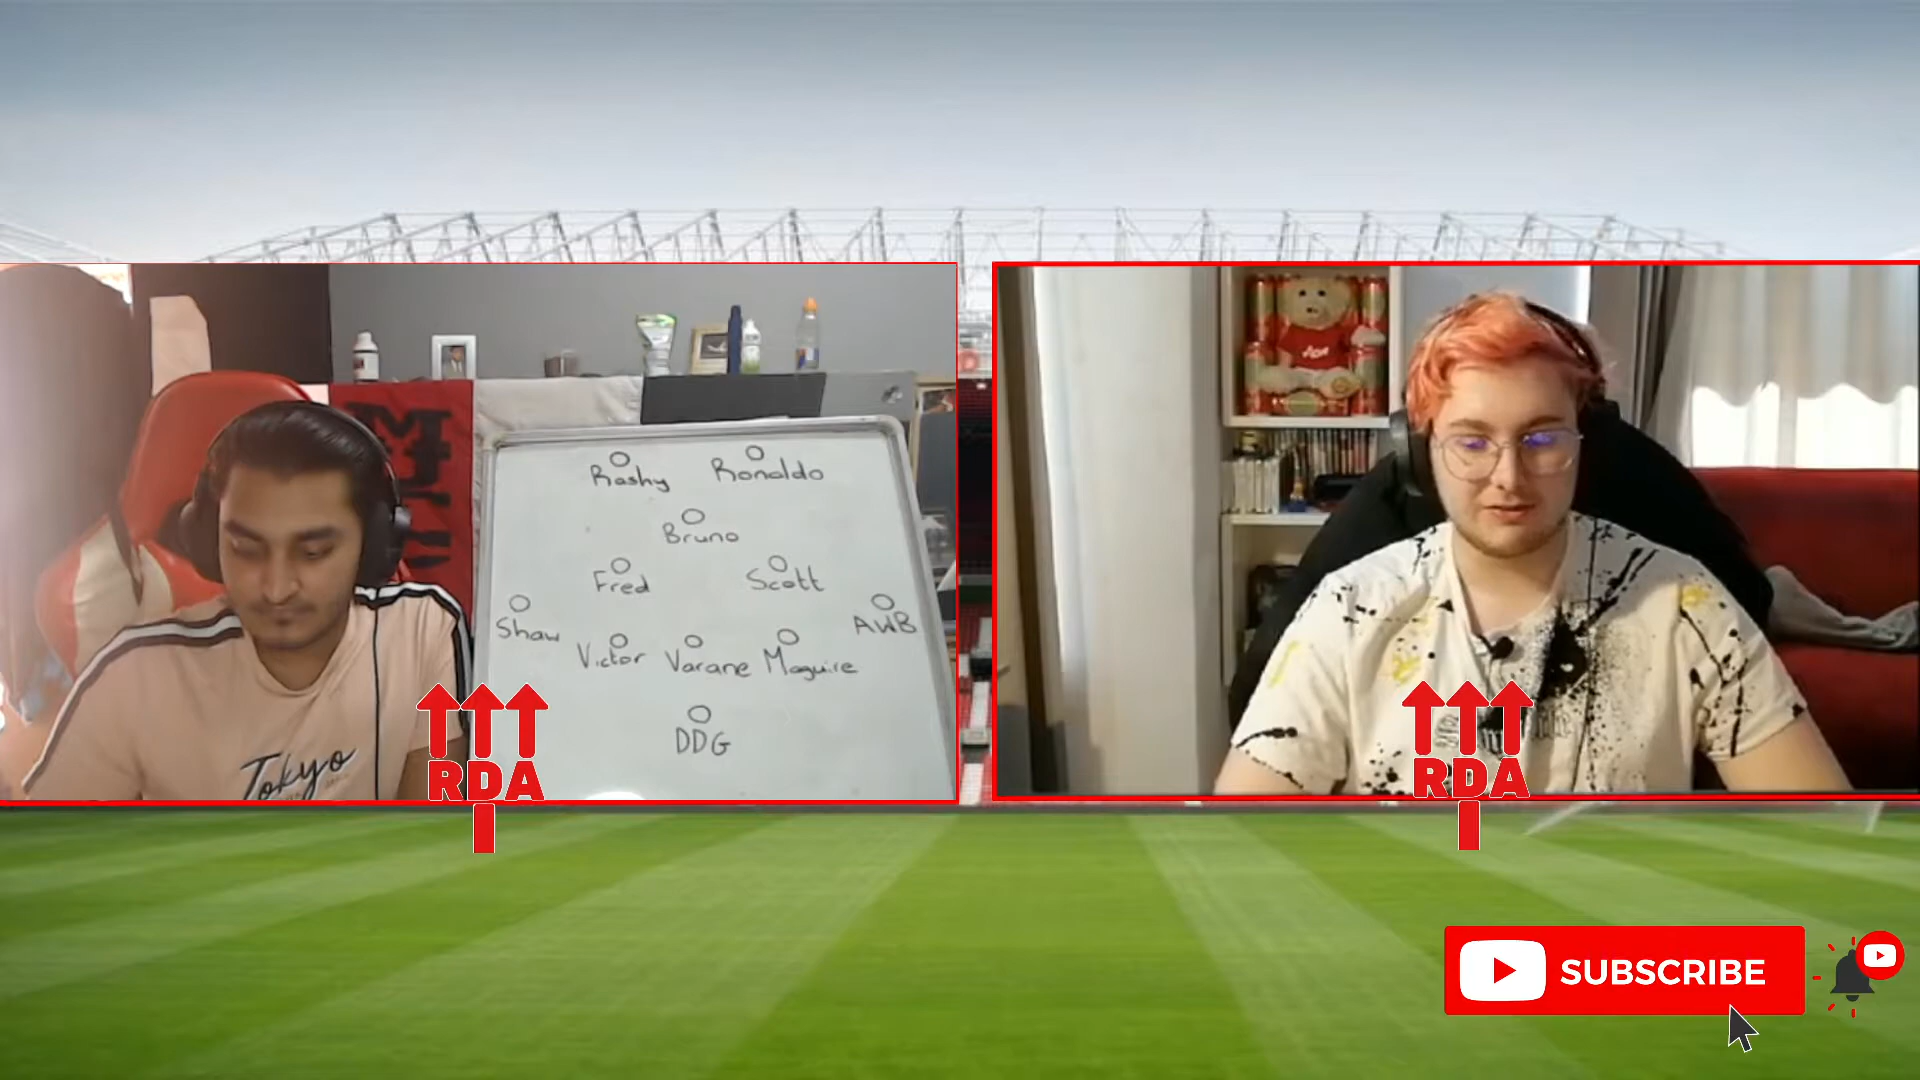 Rashy Ronaldo
Bruno
Fred Scott
Shaw AWB
Victor Varane Maguire
DDG
Tokyo
RDA
RDA
SUBSCRIBE